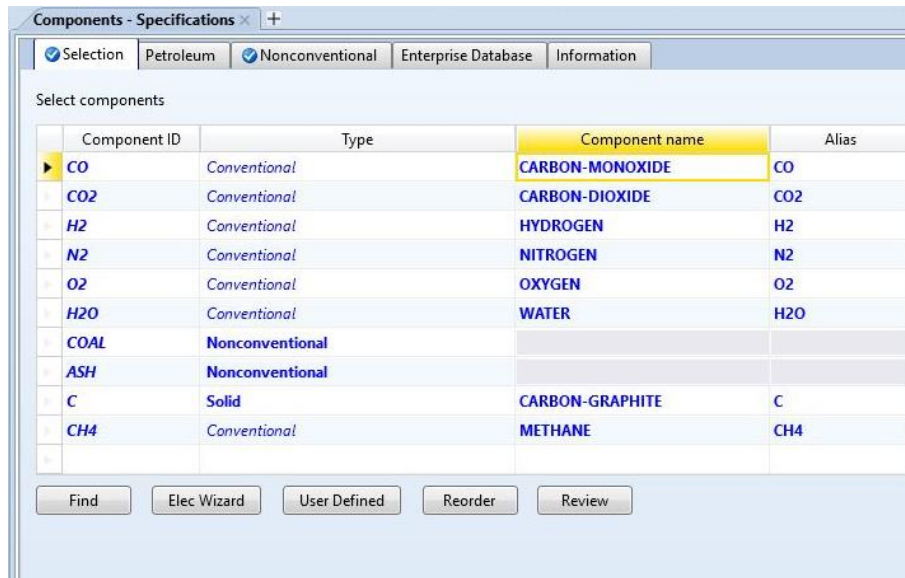 Components - Specifications × +
Selection Petroleum Nonconventional Enterprise Database Information
Select components
Component ID Type Component name Alias
CO Conventional CARBON-MONOXIDE CO
CO2 Conventional CARBON-DIOXIDE CO2
H2 Conventional HYDROGEN H2
N2 Conventional NITROGEN N2
O2 Conventional OXYGEN O2
H2O Conventional WATER H2O
COAL Nonconventional
ASH Nonconventional
C Solid CARBON-GRAPHITE C
CH4 Conventional METHANE CH4
Find Elec Wizard User Defined Reorder Review